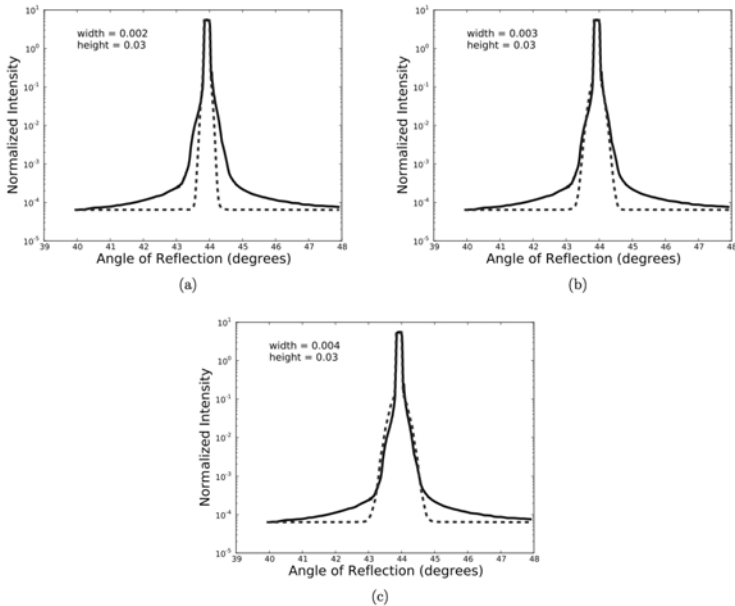 width = 0.002
height = 0.03
Normalized Intensity
10^1
10^0
10^-1
10^-2
10^-3
10^-4
10^-5
39 40 41 42 43 44 45 46 47 48
Angle of Reflection (degrees)
(a)
width = 0.003
height = 0.03
Normalized Intensity
10^1
10^0
10^-1
10^-2
10^-3
10^-4
10^-5
39 40 41 42 43 44 45 46 47 48
Angle of Reflection (degrees)
(b)
width = 0.004
height = 0.03
Normalized Intensity
10^1
10^0
10^-1
10^-2
10^-3
10^-4
10^-5
39 40 41 42 43 44 45 46 47 48
Angle of Reflection (degrees)
(c)